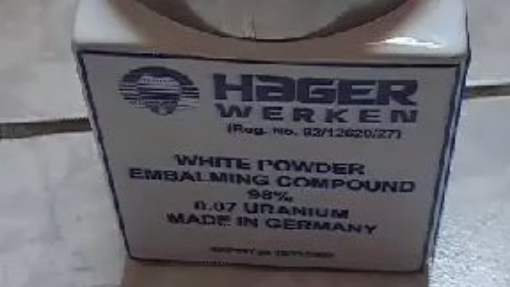 HAGER
WERKEN
(Reg. No. 92/12620/27)
WHITE POWDER
EMBALMING COMPOUND
98%
0.07 URANIUM
MADE IN GERMANY